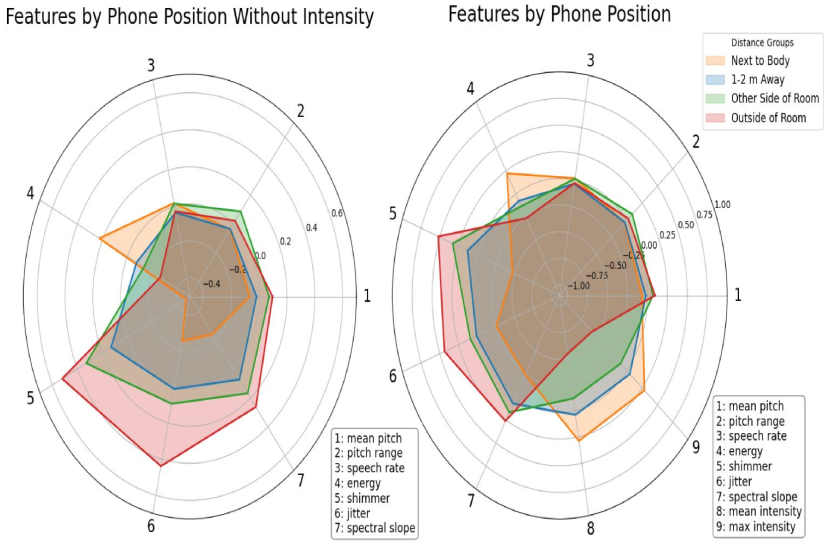 Features by Phone Position Without Intensity
3
2
4
0.6
0.4
0.2
0.0
−0.2
−0.4
1
5
6
7
1: mean pitch
2: pitch range
3: speech rate
4: energy
5: shimmer
6: jitter
7: spectral slope
Features by Phone Position
Distance Groups
Next to Body
1-2 m Away
Other Side of Room
Outside of Room
3
4
2
5
1.00
0.75
0.50
0.25
0.00
−0.25
−0.50
−0.75
−1.00
1
6
7
8
9
1: mean pitch
2: pitch range
3: speech rate
4: energy
5: shimmer
6: jitter
7: spectral slope
8: mean intensity
9: max intensity